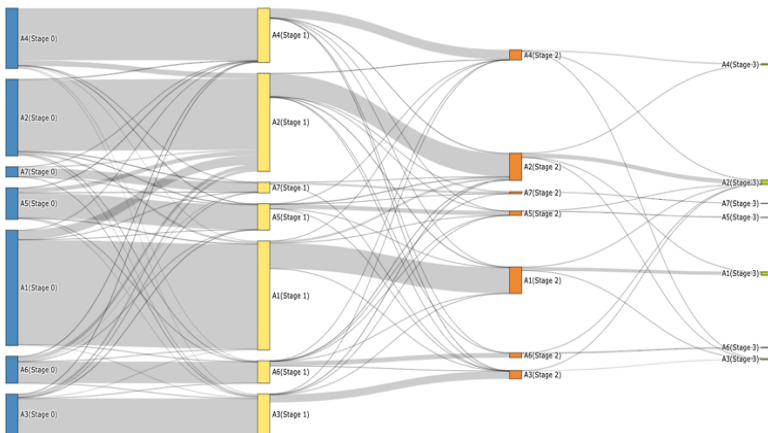 A4(Stage 0)
A2(Stage 0)
A7(Stage 0)
A5(Stage 0)
A1(Stage 0)
A6(Stage 0)
A3(Stage 0)
A4(Stage 1)
A2(Stage 1)
A7(Stage 1)
A5(Stage 1)
A1(Stage 1)
A6(Stage 1)
A3(Stage 1)
A4(Stage 2)
A2(Stage 2)
A7(Stage 2)
A5(Stage 2)
A1(Stage 2)
A6(Stage 2)
A3(Stage 2)
A4(Stage 3)
A2(Stage 3)
A7(Stage 3)
A5(Stage 3)
A1(Stage 3)
A6(Stage 3)
A3(Stage 3)